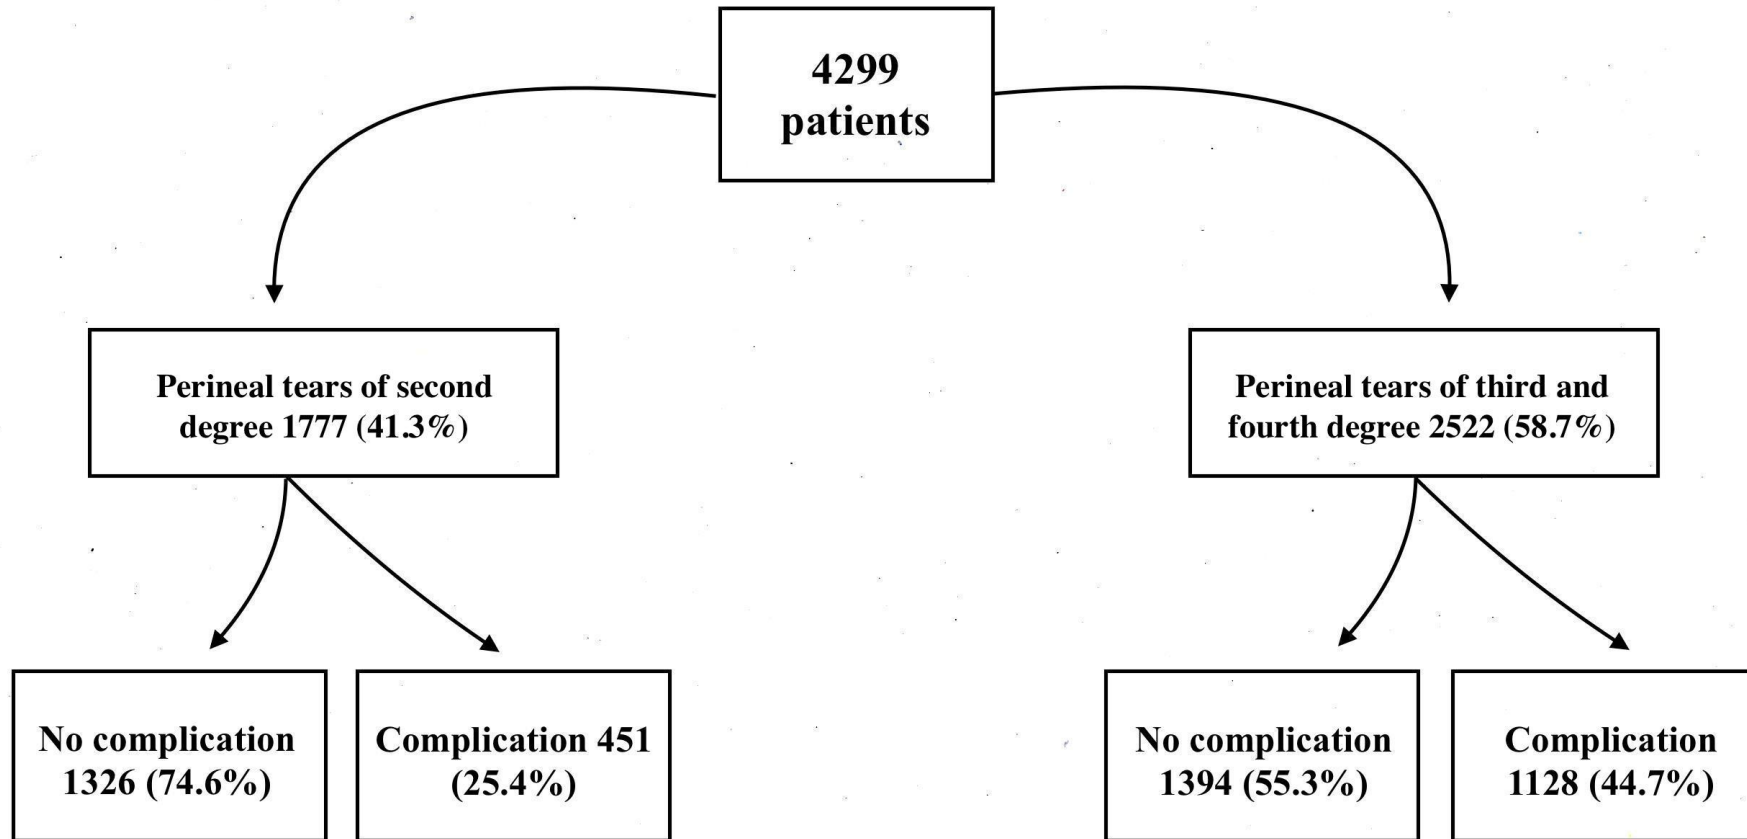 4299
patients
Perineal tears of second
degree 1777 (41.3%)
Perineal tears of third and
fourth degree 2522 (58.7%)
No complication
1326 (74.6%)
Complication 451
(25.4%)
No complication
1394 (55.3%)
Complication
1128 (44.7%)